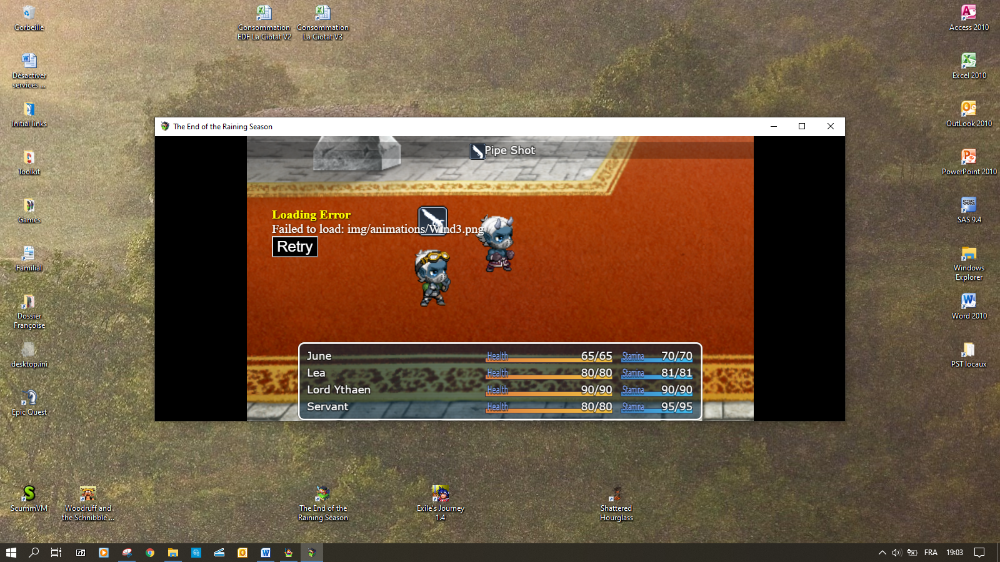 Corbeille
Consommation
EDF La Ciotat V2
Consommation
La Ciotat V3
Access 2010
Désactiver
services ...
Excel 2010
Initial links
OutLook 2010
The End of the Raining Season
Pipe Shot
Toolkit
PowerPoint 2010
Loading Error
Failed to load: img/animations/Wind3.png
Retry
Games
sas
SAS 9.4
Familial
Windows
Explorer
Dossier
Françoise
Word 2010
June
Health
65/65
Stamina
70/70
Lea
Health
80/80
Stamina
81/81
Lord Ythaen
Health
90/90
Stamina
90/90
Servant
Health
80/80
Stamina
95/95
desktop.ini
PST locaux
Epic Quest
ScummVM
Woodruff and
the Schnibble ...
The End of the
Raining Season
Exile's Journey
1.4
Shattered
Hourglass
FRA
19:03